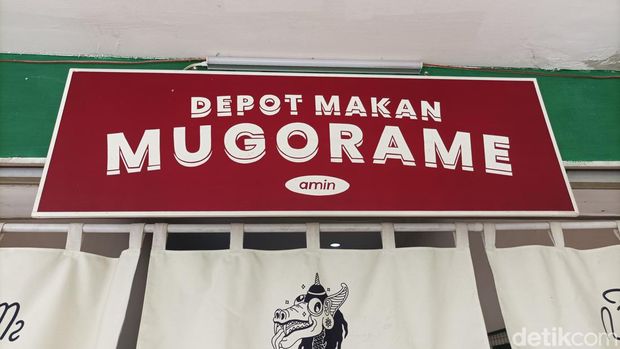 DEPOT MAKAN
MUGORAME
amin
detikcom